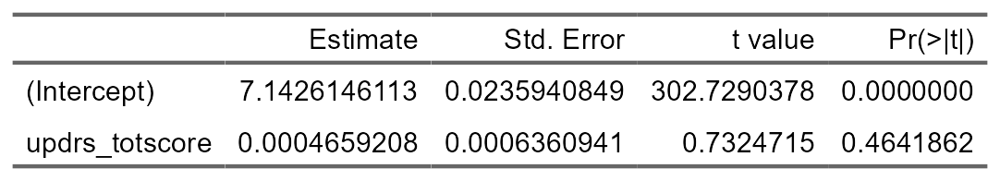 Estimate Std. Error t value Pr(>|t|)
(Intercept) 7.1426146113 0.0235940849 302.7290378 0.0000000
updrs_totscore 0.0004659208 0.0006360941 0.7324715 0.4641862